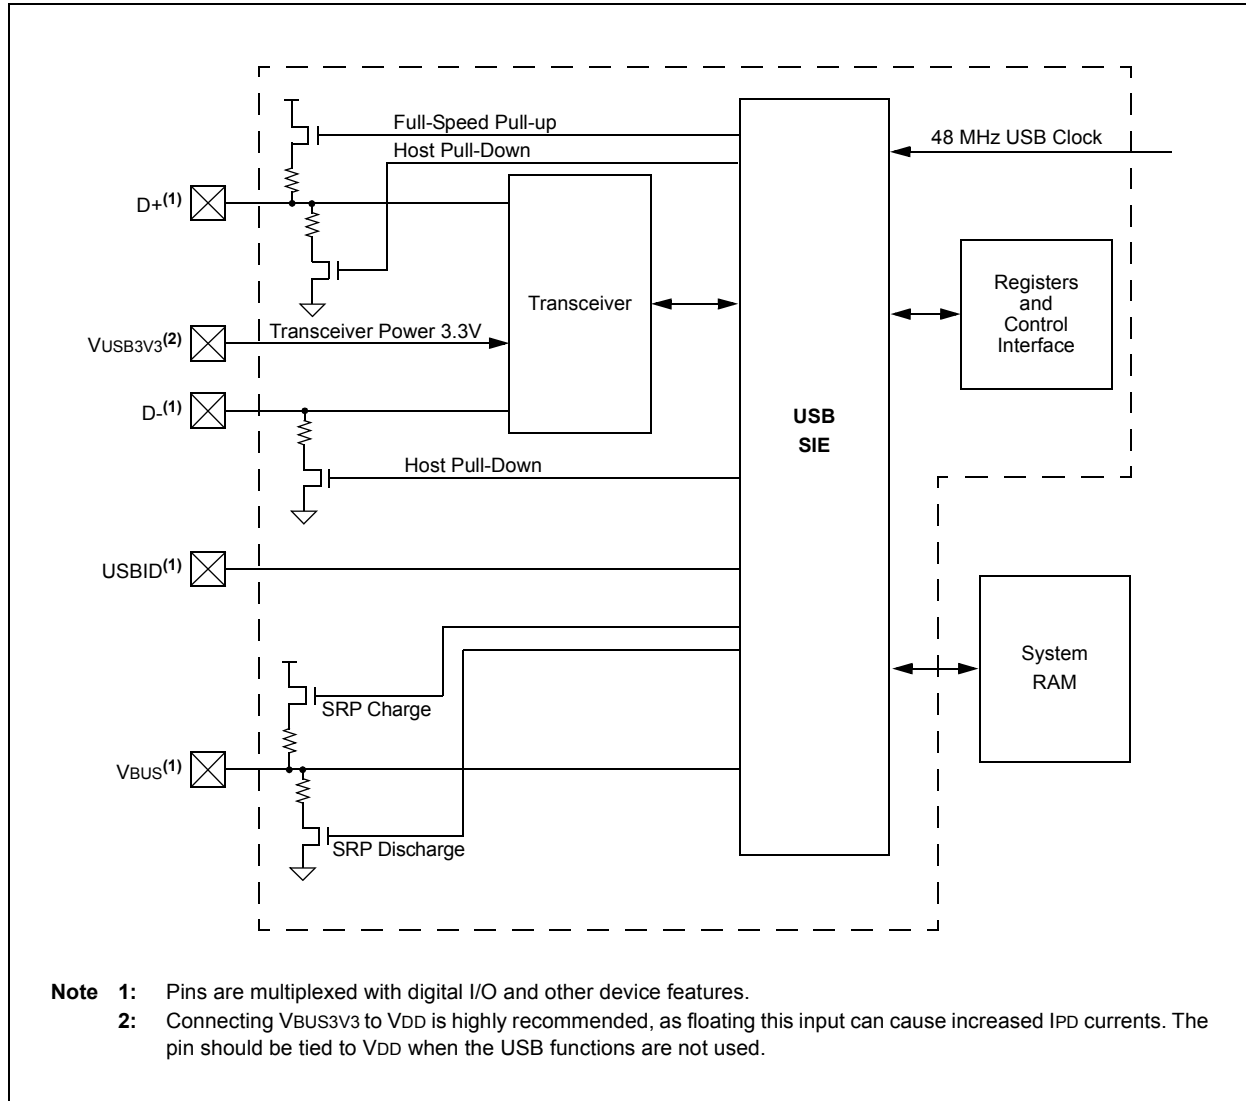 Full-Speed Pull-up
Host Pull-Down
48 MHz USB Clock
D+(1)
Transceiver
Registers
and
Control
Interface
VUSB3V3(2)
Transceiver Power 3.3V
D-(1)
USB
SIE
Host Pull-Down
USBID(1)
System
RAM
SRP Charge
VBUS(1)
SRP Discharge
Note 1: Pins are multiplexed with digital I/O and other device features.
2: Connecting VBUS3V3 to VDD is highly recommended, as floating this input can cause increased IPD currents. The
pin should be tied to VDD when the USB functions are not used.